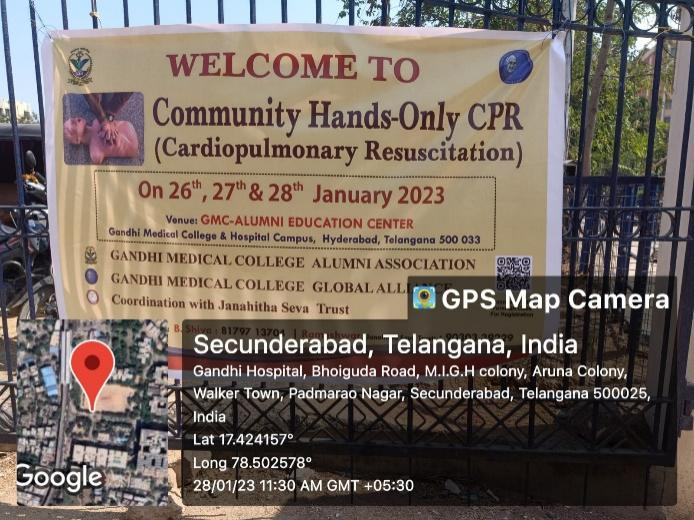 WELCOME TO
Community Hands-Only CPR
(Cardiopulmonary Resuscitation)
On 26th, 27th & 28th January 2023
Venue: GMC-ALUMNI EDUCATION CENTER
Gandhi Medical College & Hospital Campus, Hyderabad, Telangana 500 033
GANDHI MEDICAL COLLEGE ALUMNI ASSOCIATION
GANDHI MEDICAL COLLEGE GLOBAL
Coordination with Janahitha Seva Trust
For Registration
B. Shiva : 81797 13704
GPS Map Camera
Secunderabad, Telangana, India
Gandhi Hospital, Bhoiguda Road, M.I.G.H colony, Aruna Colony,
Walker Town, Padmarao Nagar, Secunderabad, Telangana 500025,
India
Lat 17.424157°
Long 78.502578°
28/01/23 11:30 AM GMT +05:30
Google